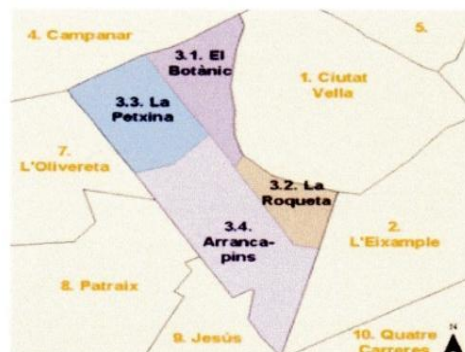 4. Campanar
5.
3.1. El
Botànic
1. Ciutat
Vella
3.3. La
Petxina
7.
L'Olivereta
3.2. La
Roqueta
3.4.
Arranca-
pins
2.
L'Eixample
8. Patraix
9. Jesús
10. Quatre
Carreres
N